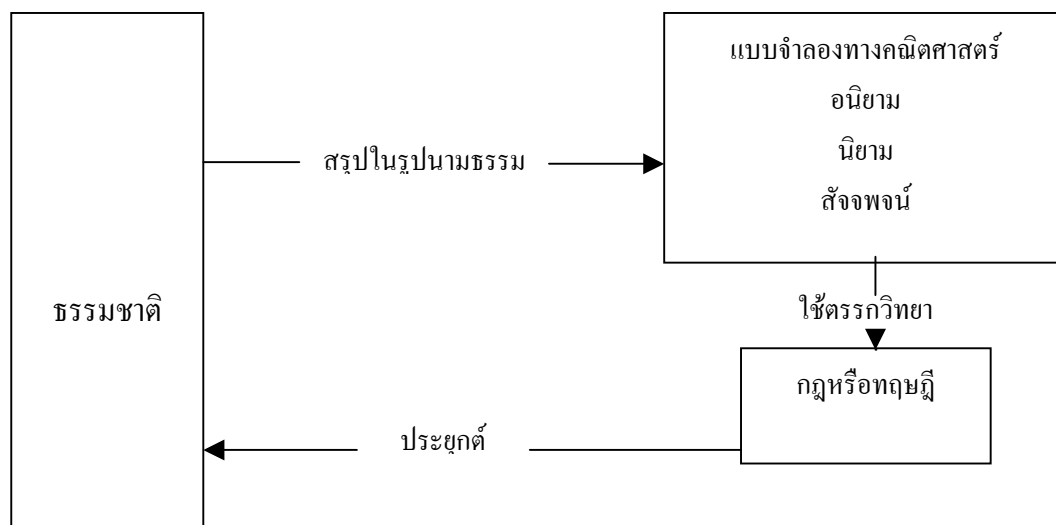 แบบจำลองทางคณิตศาสตร์
อนิยาม
นิยาม
สัจจพจน์
สรุปในรูปนามธรรม
ธรรมชาติ
ใช้ตรรกวิทยา
กฎหรือทฤษฎี
ประยุกต์